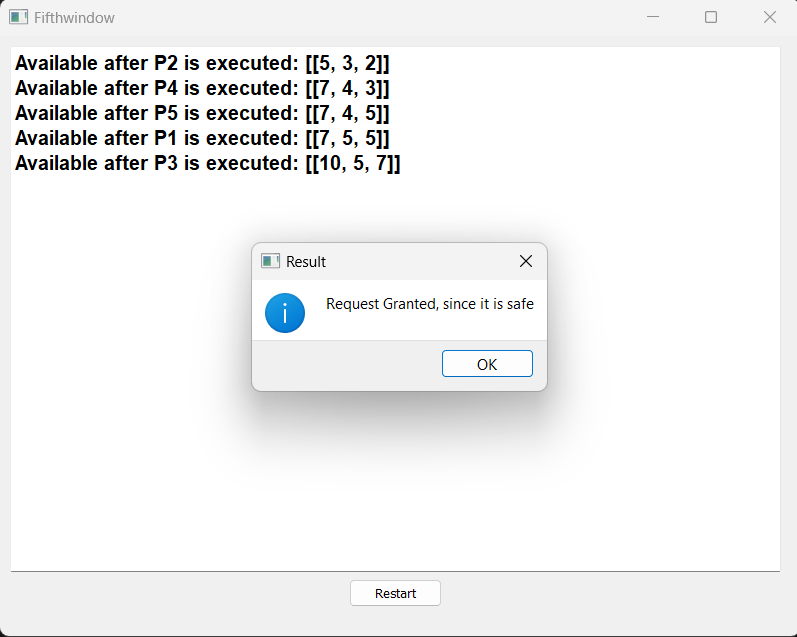 Fifthwindow
Available after P2 is executed: [[5, 3, 2]]
Available after P4 is executed: [[7, 4, 3]]
Available after P5 is executed: [[7, 4, 5]]
Available after P1 is executed: [[7, 5, 5]]
Available after P3 is executed: [[10, 5, 7]]
Result
Request Granted, since it is safe
OK
Restart